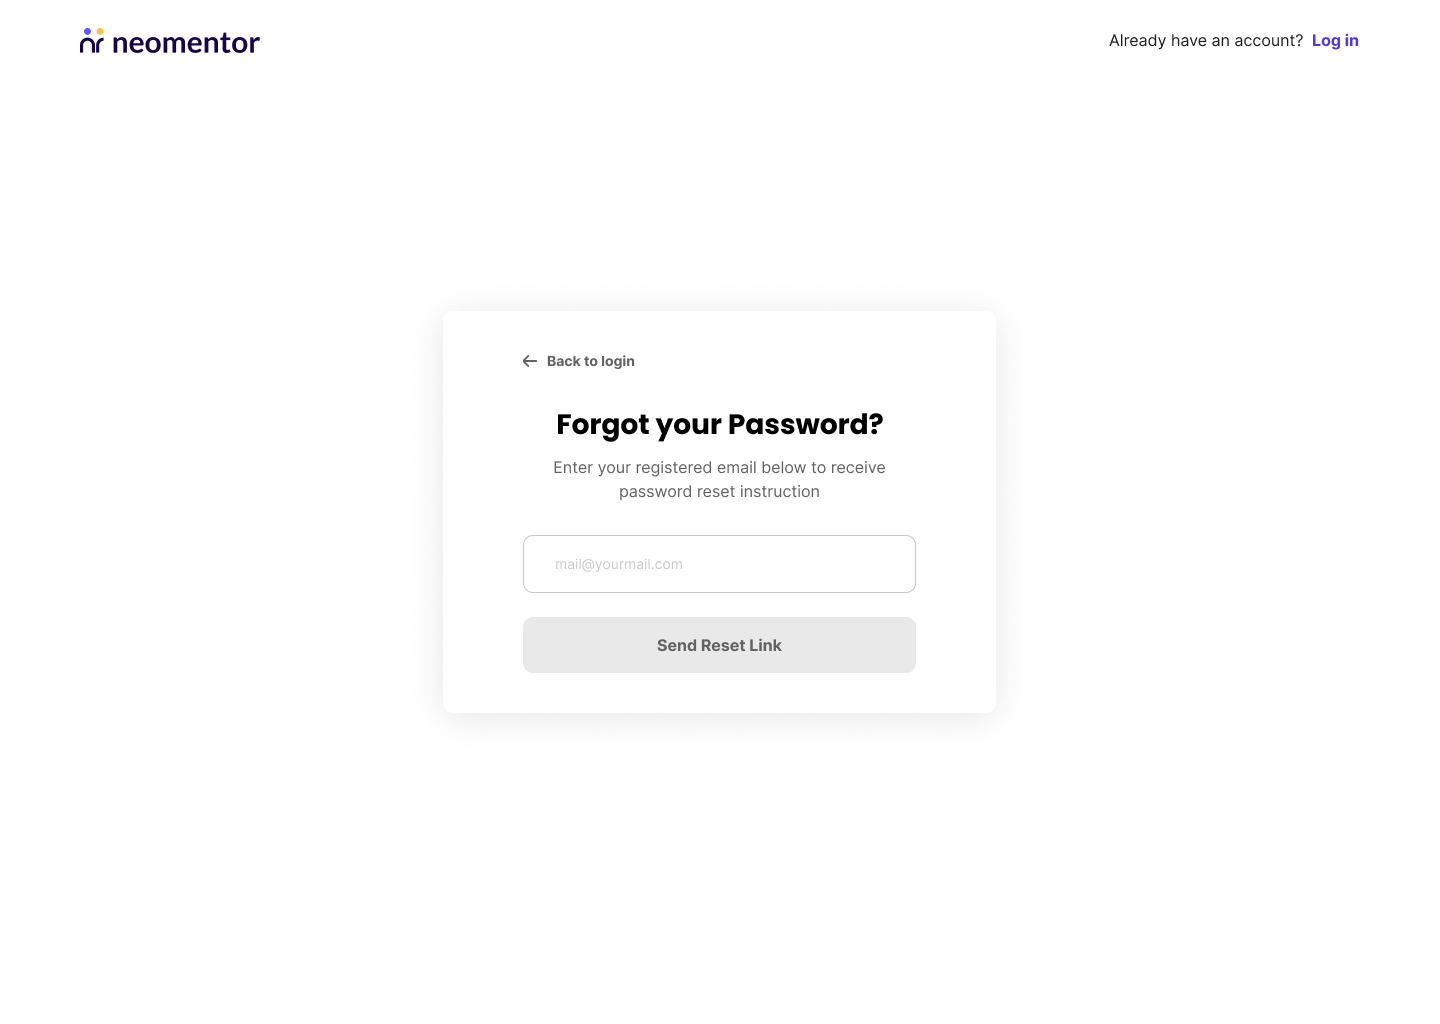 neomentor
Already have an account? Log in
Back to login
Forgot your Password?
Enter your registered email below to receive
password reset instruction
mail@yourmail.com
Send Reset Link